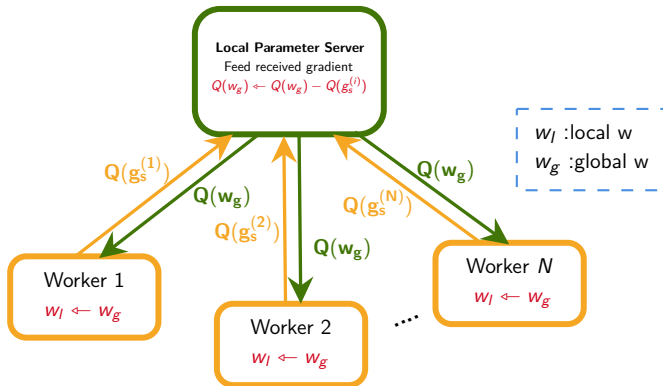 Local Parameter Server
Feed received gradient
Q(w_g) ← Q(w_g) − Q(g_s^(i))
w_l :local w
w_g :global w
Q(g_s^(1))
Q(w_g)
Q(g_s^(2))
Q(w_g)
Q(g_s^(N))
Q(w_g)
Worker 1
w_l ← w_g
Worker 2
w_l ← w_g
....
Worker N
w_l ← w_g